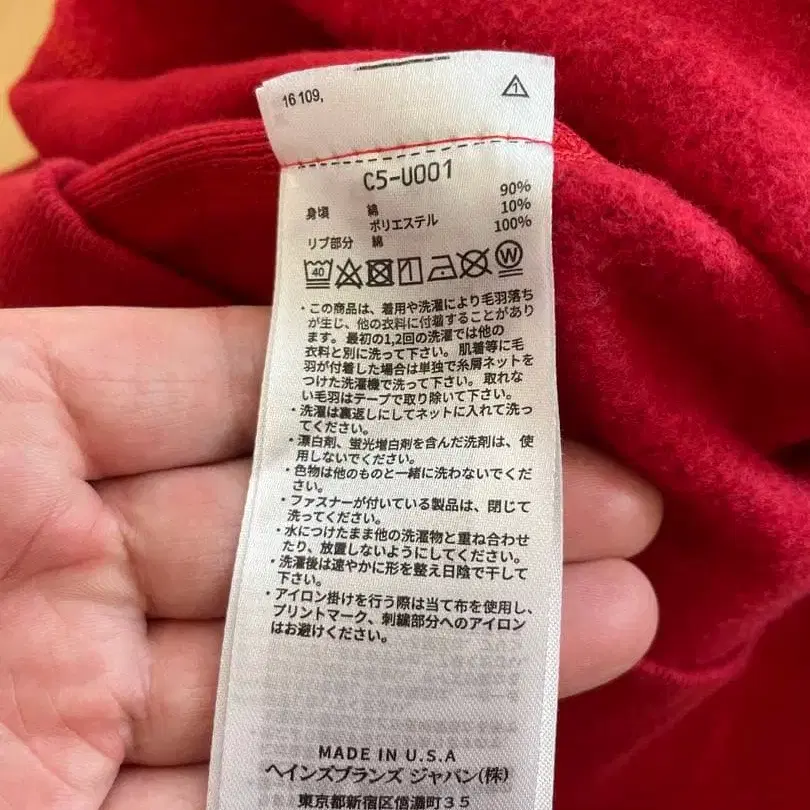 16 109,
1
C5-U001
身頃 綿 90%
ポリエステル 10%
リブ部分 綿 100%
40 W
・この商品は、着用や洗濯により毛羽落ち
が生じ、他の衣料に付着することがあり
ます。最初の1,2回の洗濯では他の
衣料と別に洗って下さい。肌着等に毛
羽が付着した場合は単独で糸屑ネットを
つけた洗濯機で洗って下さい。取れな
い毛羽はテープで取り除いて下さい。
・洗濯は裏返しにしてネットに入れて洗っ
てください。
・漂白剤、蛍光増白剤を含んだ洗剤は、使
用しないでください。
・色物は他のものと一緒に洗わないでくだ
さい。
・ファスナーが付いている製品は、閉じて
洗ってください。
・水につけたまま他の洗濯物と重ね合わせ
たり、放置しないようにしてください。
・洗濯後は速やかに形を整え日陰で干して
下さい。
・アイロン掛けを行う際は当て布を使用し、
プリントマーク、刺繍部分へのアイロン
はお避けください。
MADE IN U.S.A
ヘインズブランズ ジャパン(株)
東京都新宿区信濃町35